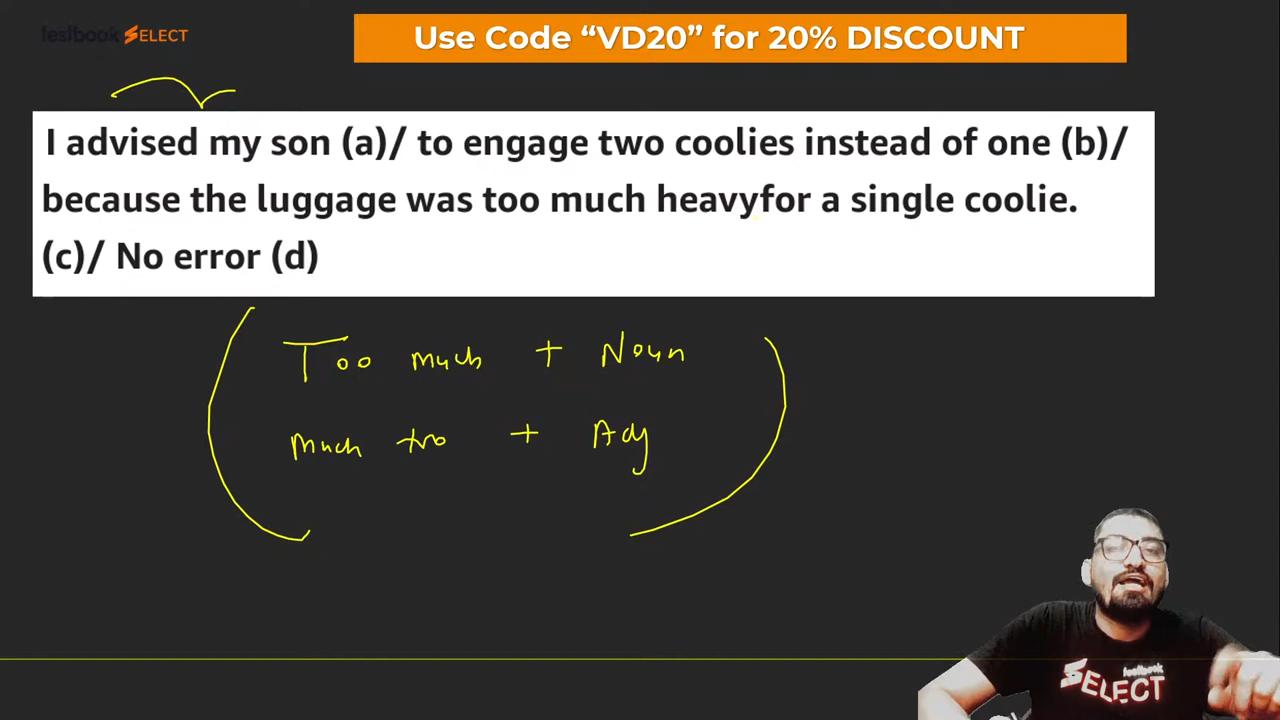 testbook SELECT
Use Code “VD20” for 20% DISCOUNT
I advised my son (a)/ to engage two coolies instead of one (b)/
because the luggage was too much heavyfor a single coolie.
(c)/ No error (d)
Too much + Noun
much too + Adj
testbook
SELECT